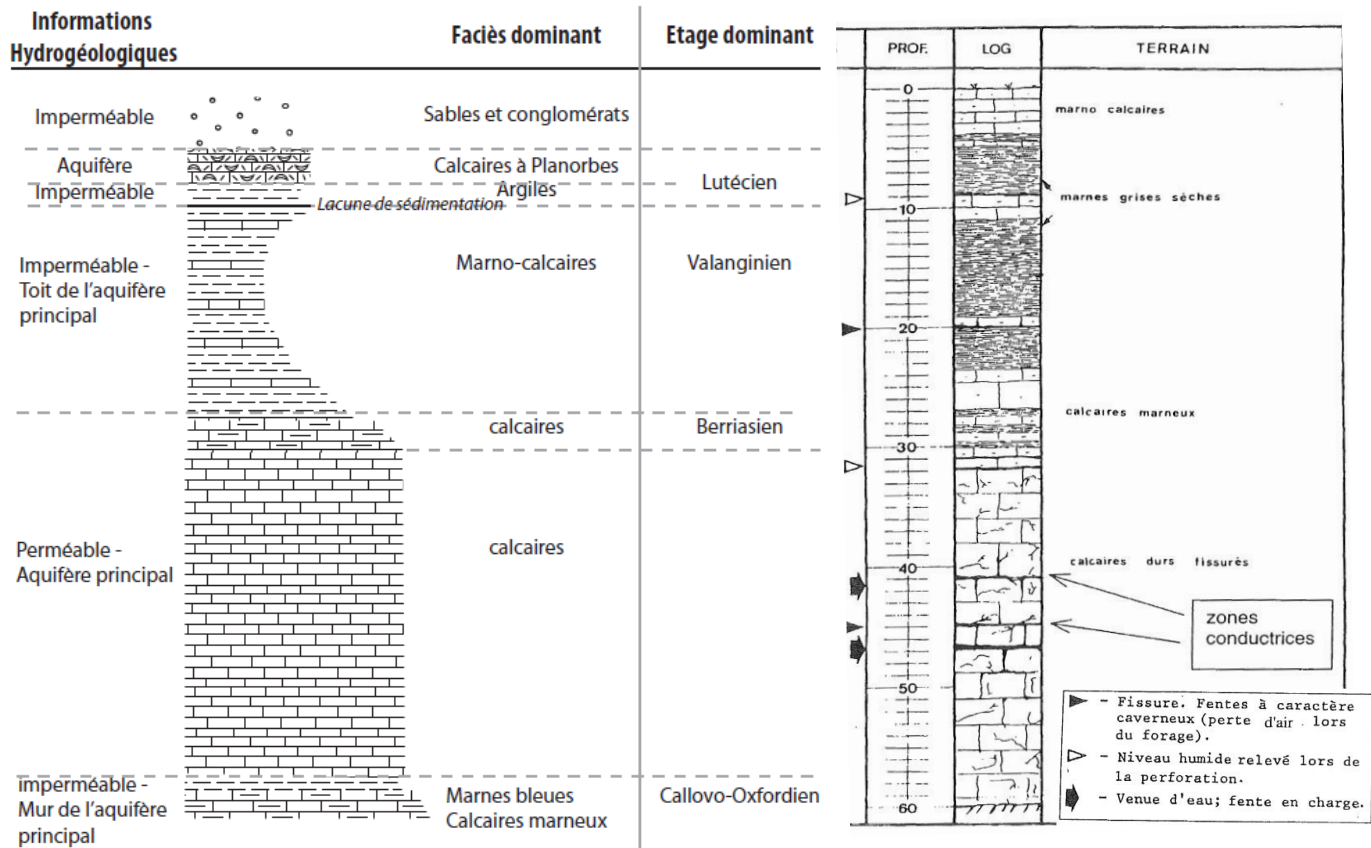 Informations
Hydrogéologiques
Faciès dominant
Etage dominant
Imperméable
Sables et conglomérats
Aquifère
Calcaires à Planorbes
Imperméable
Argiles
Lutécien
Lacune de sédimentation
Imperméable -
Toit de l'aquifère
principal
Marno-calcaires
Valanginien
calcaires
Berriasien
Perméable -
Aquifère principal
calcaires
imperméable -
Mur de l'aquifère
principal
Marnes bleues
Calcaires marneux
Callovo-Oxfordien
PROF.
LOG
TERRAIN
0
marno calcaires
marnes grises sèches
10
20
calcaires marneux
30
40
calcaires durs fissurés
zones
conductrices
50
60
- Fissure. Fentes à caractère
caverneux (perte d'air lors
du forage).
- Niveau humide relevé lors de
la perforation.
- Venue d'eau; fente en charge.